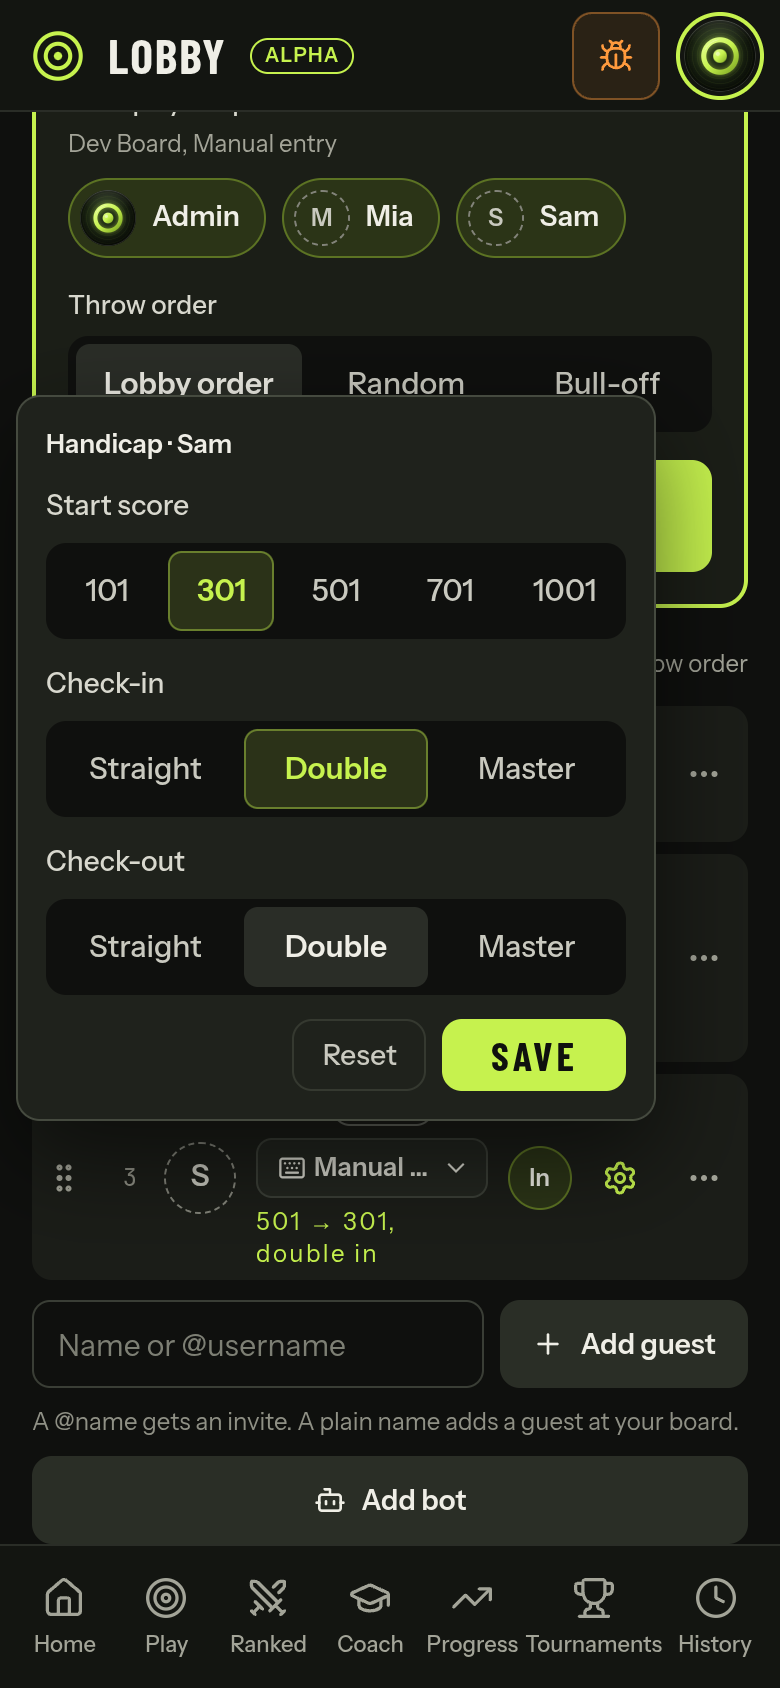 LOBBY ALPHA
Dev Board, Manual entry
Admin M Mia S Sam
Throw order
Lobby order Random Bull-off
Handicap · Sam
Start score
101 301 501 701 1001
ow order
Check-in
Straight Double Master
Check-out
Straight Double Master
Reset SAVE
3 S Manual ... In
501 → 301,
double in
Name or @username + Add guest
A @name gets an invite. A plain name adds a guest at your board.
Add bot
Home Play Ranked Coach Progress Tournaments History